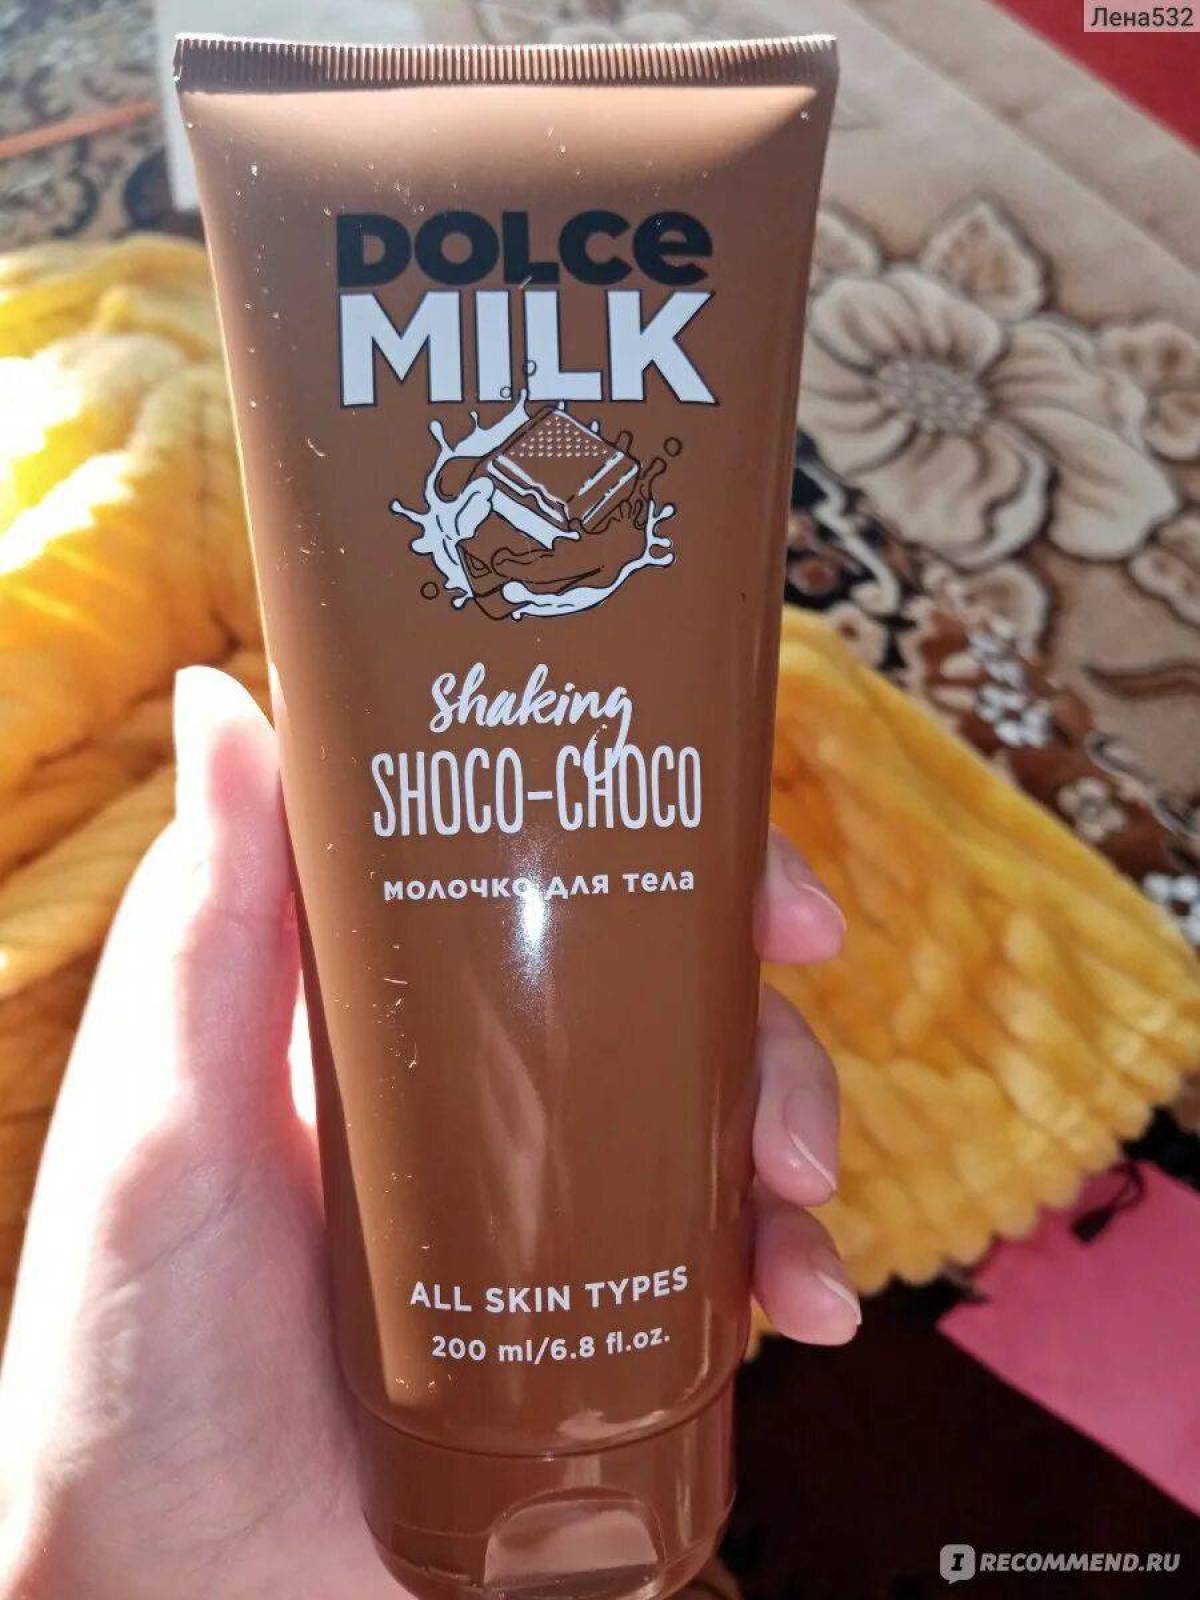 Лена532
DOLCe
MILK
Shaking
SHOCO-CHOCO
молочко для тела
ALL SKIN TYPES
200 ml/6.8 fl.oz.
I RECOMMEND.RU